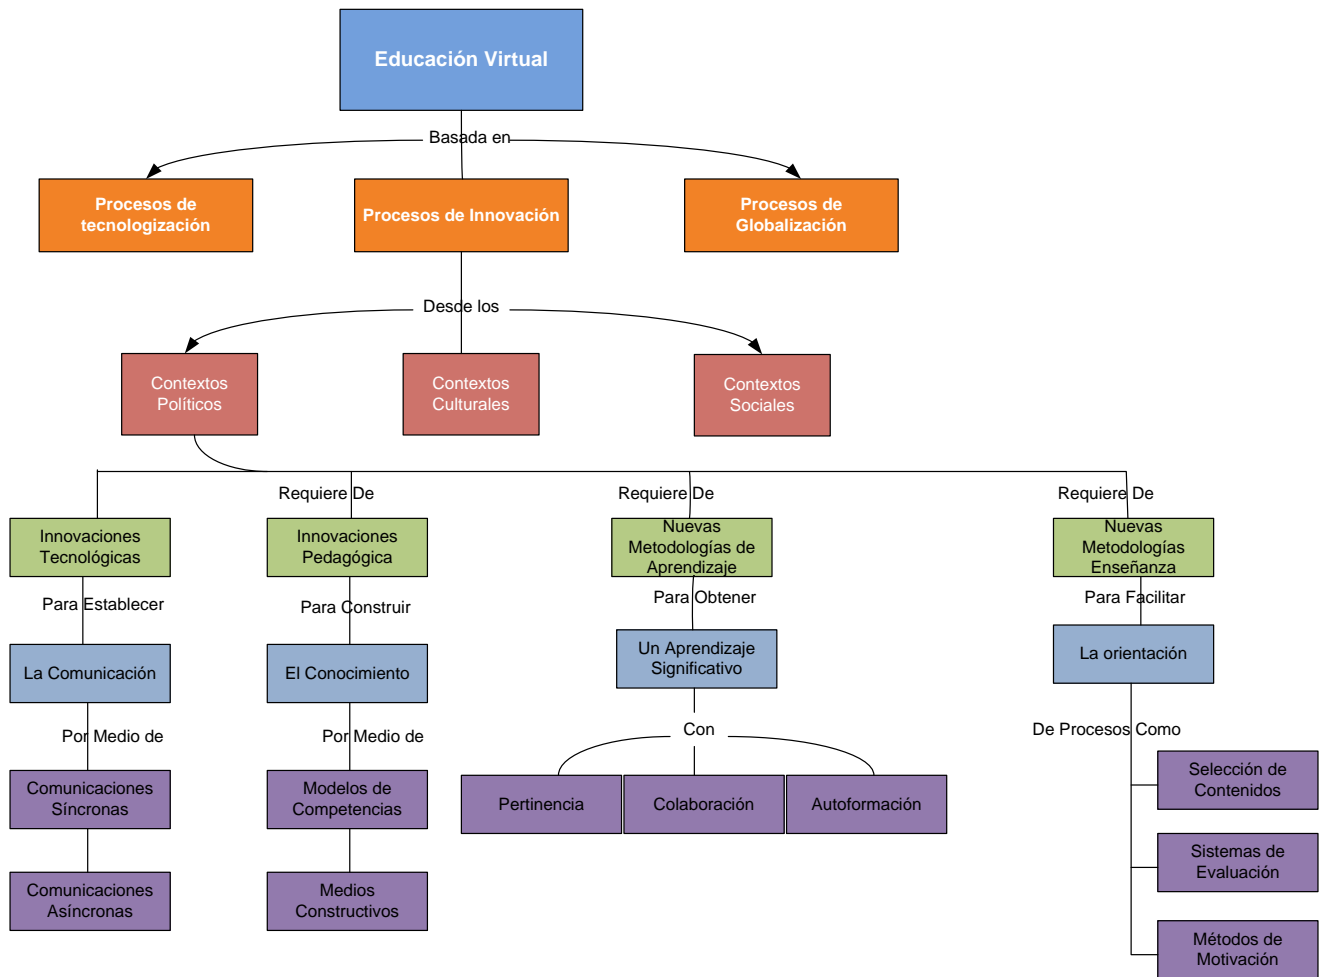 Educación Virtual
Basada en
Procesos de
tecnologización
Procesos de Innovación
Procesos de
Globalización
Desde los
Contextos
Políticos
Contextos
Culturales
Contextos
Sociales
Requiere De
Requiere De
Requiere De
Innovaciones
Tecnológicas
Innovaciones
Pedagógica
Nuevas
Metodologías de
Aprendizaje
Nuevas
Metodologías
Enseñanza
Para Establecer
Para Construir
Para Obtener
Para Facilitar
La Comunicación
El Conocimiento
Un Aprendizaje
Significativo
La orientación
Por Medio de
Por Medio de
Con
De Procesos Como
Comunicaciones
Síncronas
Modelos de
Competencias
Pertinencia
Colaboración
Autoformación
Selección de
Contenidos
Comunicaciones
Asíncronas
Medios
Constructivos
Sistemas de
Evaluación
Métodos de
Motivación